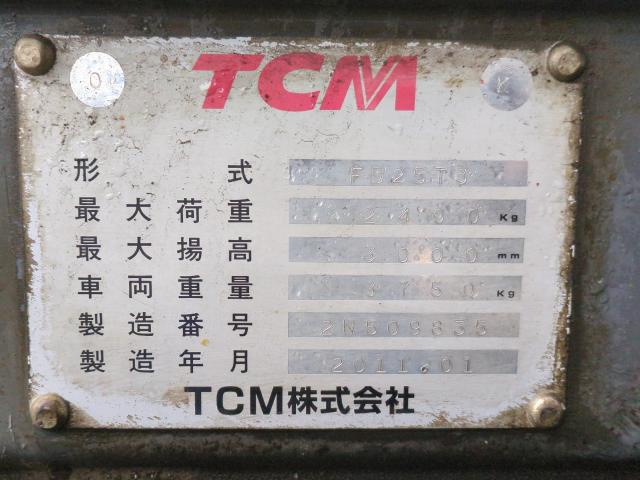 O TCM K
形式 FD25T3
最大荷重 2400 Kg
最大揚高 3000 mm
車両重量 3750 Kg
製造番号 2N509835
製造年月 2011.01
TCM株式会社